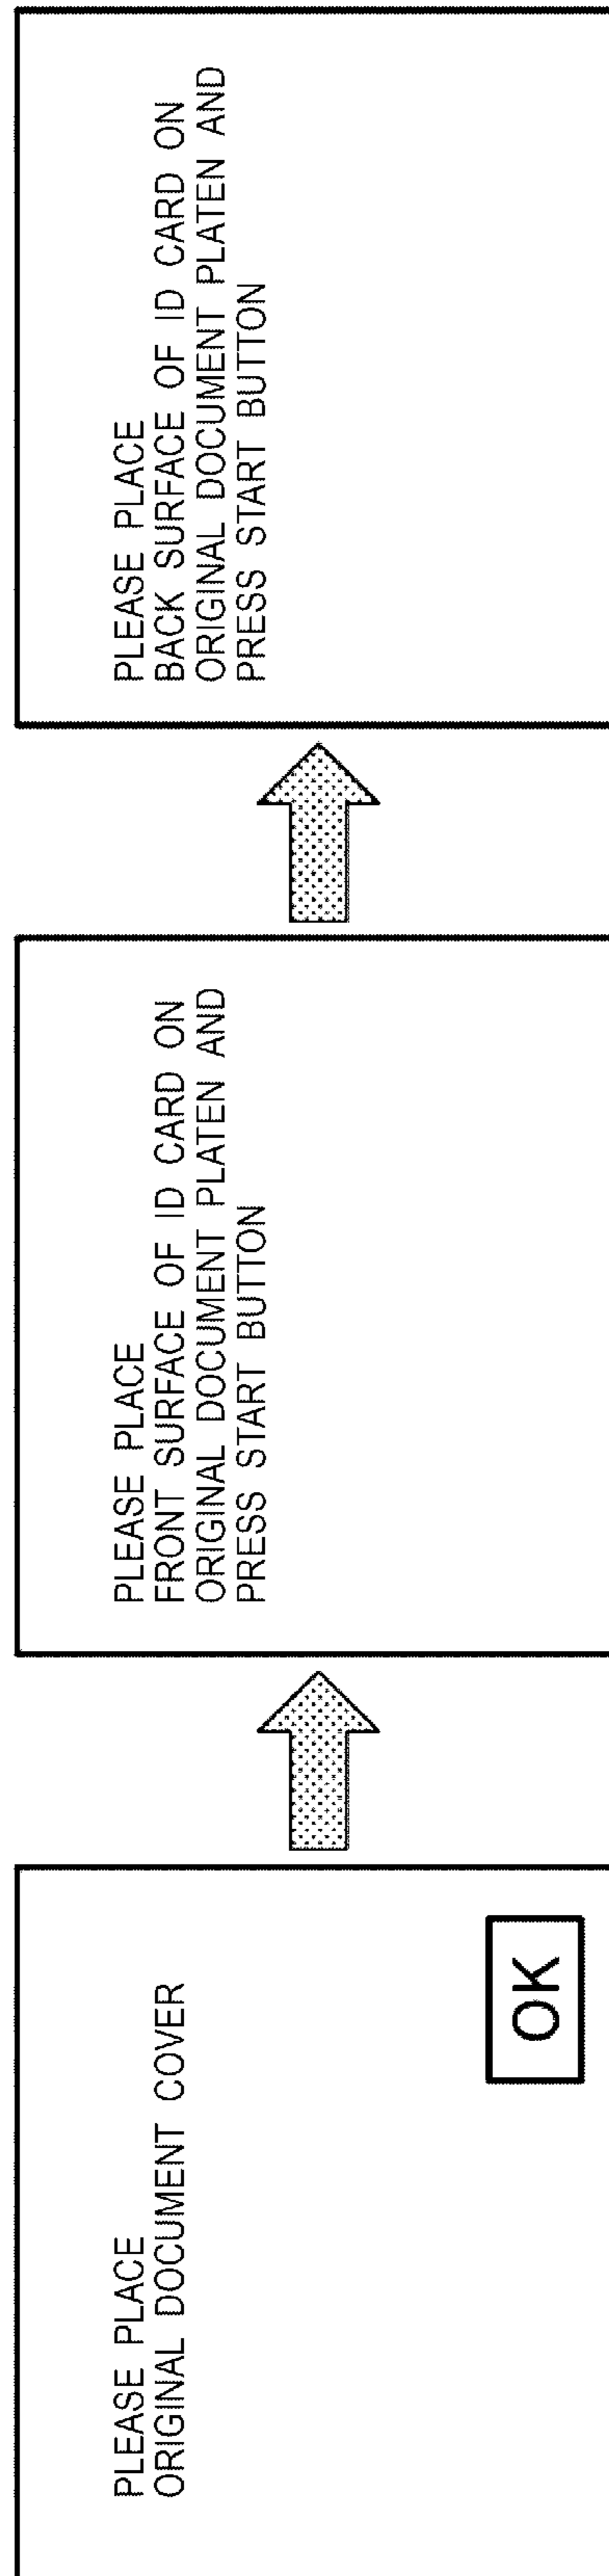 PLEASE PLACE
ORIGINAL DOCUMENT COVER
OK
PLEASE PLACE
FRONT SURFACE OF ID CARD ON
ORIGINAL DOCUMENT PLATEN AND
PRESS START BUTTON
PLEASE PLACE
BACK SURFACE OF ID CARD ON
ORIGINAL DOCUMENT PLATEN AND
PRESS START BUTTON